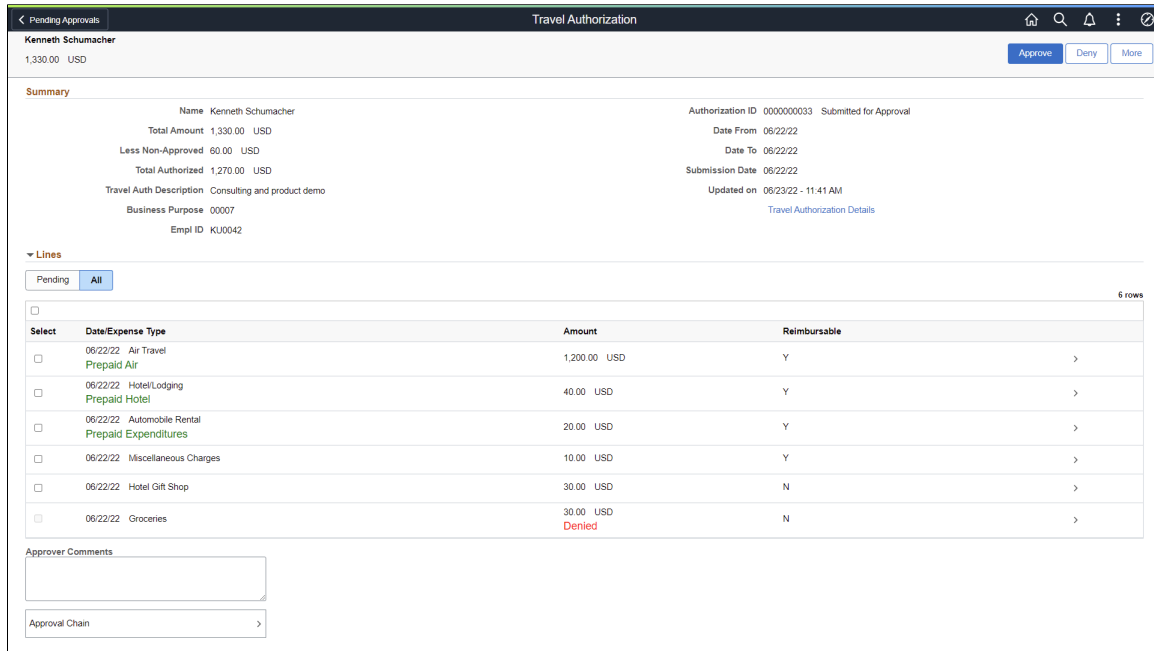 Pending Approvals
Travel Authorization
Kenneth Schumacher
1,330.00 USD
Approve Deny More
Summary
Name Kenneth Schumacher
Authorization ID 0000000033 Submitted for Approval
Total Amount 1,330.00 USD
Date From 06/22/22
Less Non-Approved 60.00 USD
Date To 06/22/22
Total Authorized 1,270.00 USD
Submission Date 06/22/22
Travel Auth Description Consulting and product demo
Updated on 06/23/22 - 11:41 AM
Business Purpose 00007
Travel Authorization Details
Empl ID KU0042
Lines
Pending All
6 rows
Select Date/Expense Type Amount Reimbursable
06/22/22 Air Travel
Prepaid Air
1,200.00 USD Y
06/22/22 Hotel/Lodging
Prepaid Hotel
40.00 USD Y
06/22/22 Automobile Rental
Prepaid Expenditures
20.00 USD Y
06/22/22 Miscellaneous Charges 10.00 USD Y
06/22/22 Hotel Gift Shop 30.00 USD N
06/22/22 Groceries
30.00 USD
Denied
N
Approver Comments
Approval Chain